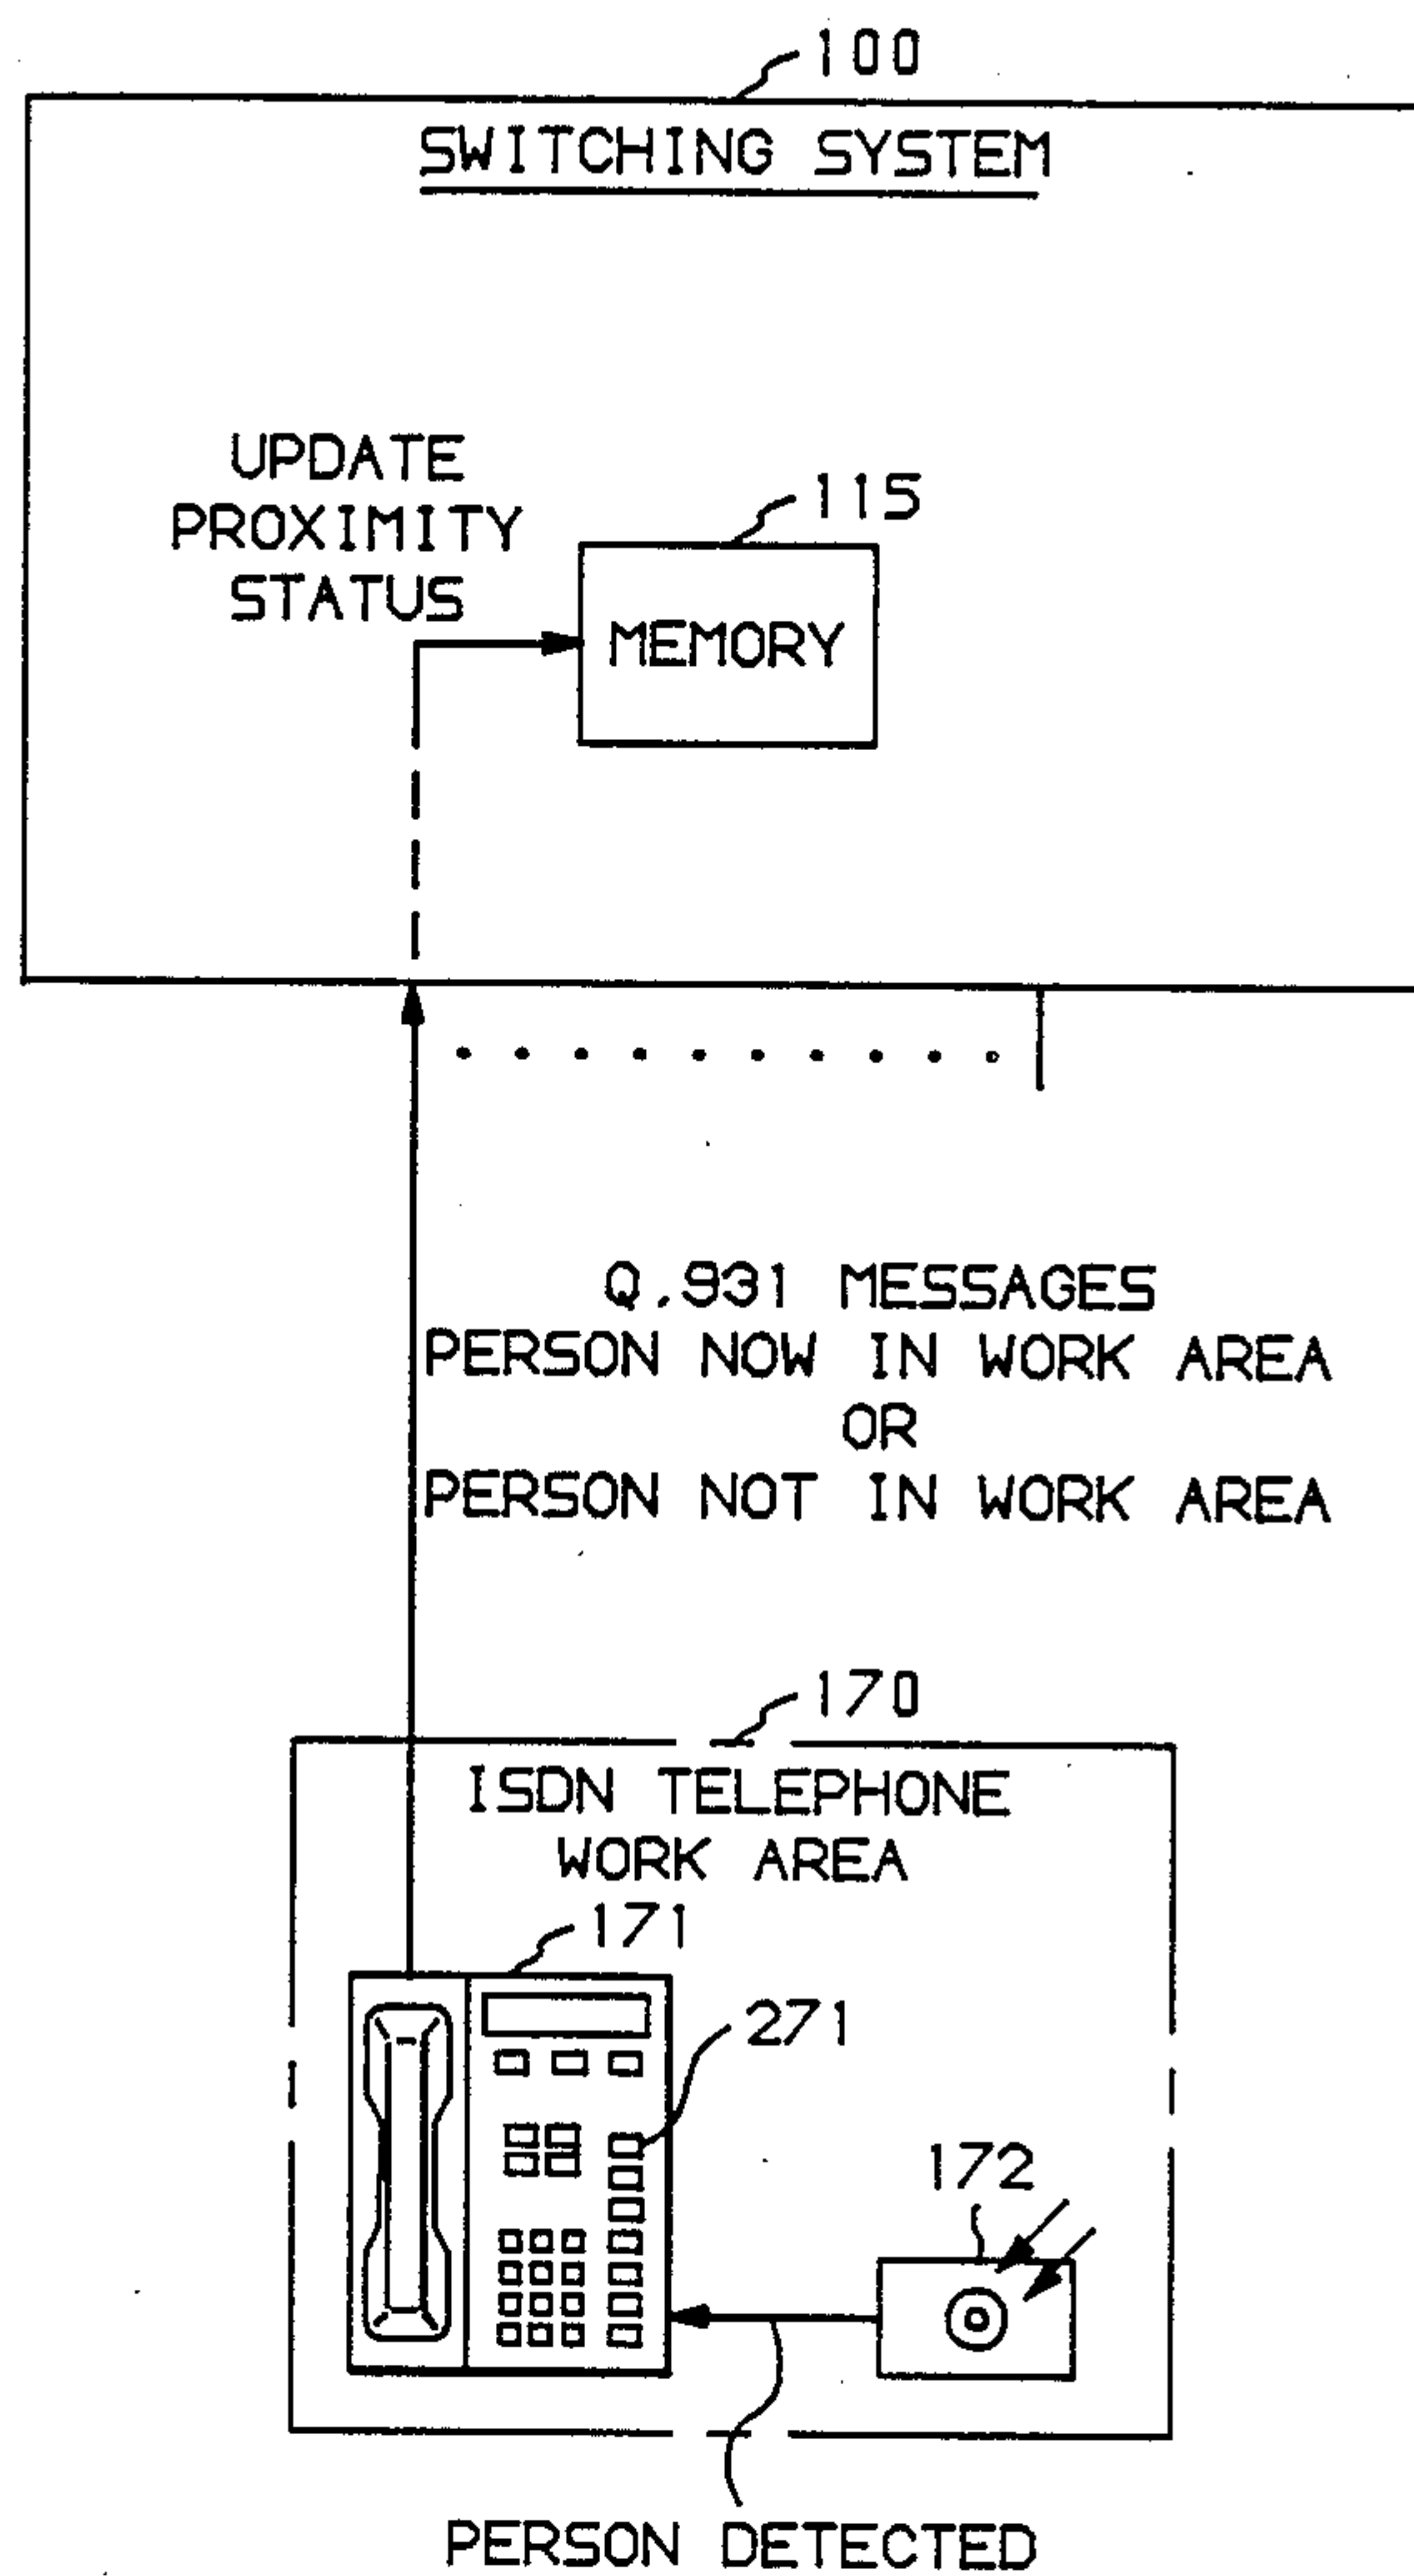 100
SWITCHING SYSTEM
UPDATE
PROXIMITY
STATUS
115
MEMORY
Q.931 MESSAGES
PERSON NOW IN WORK AREA
OR
PERSON NOT IN WORK AREA
170
ISDN TELEPHONE
WORK AREA
171
271
172
PERSON DETECTED